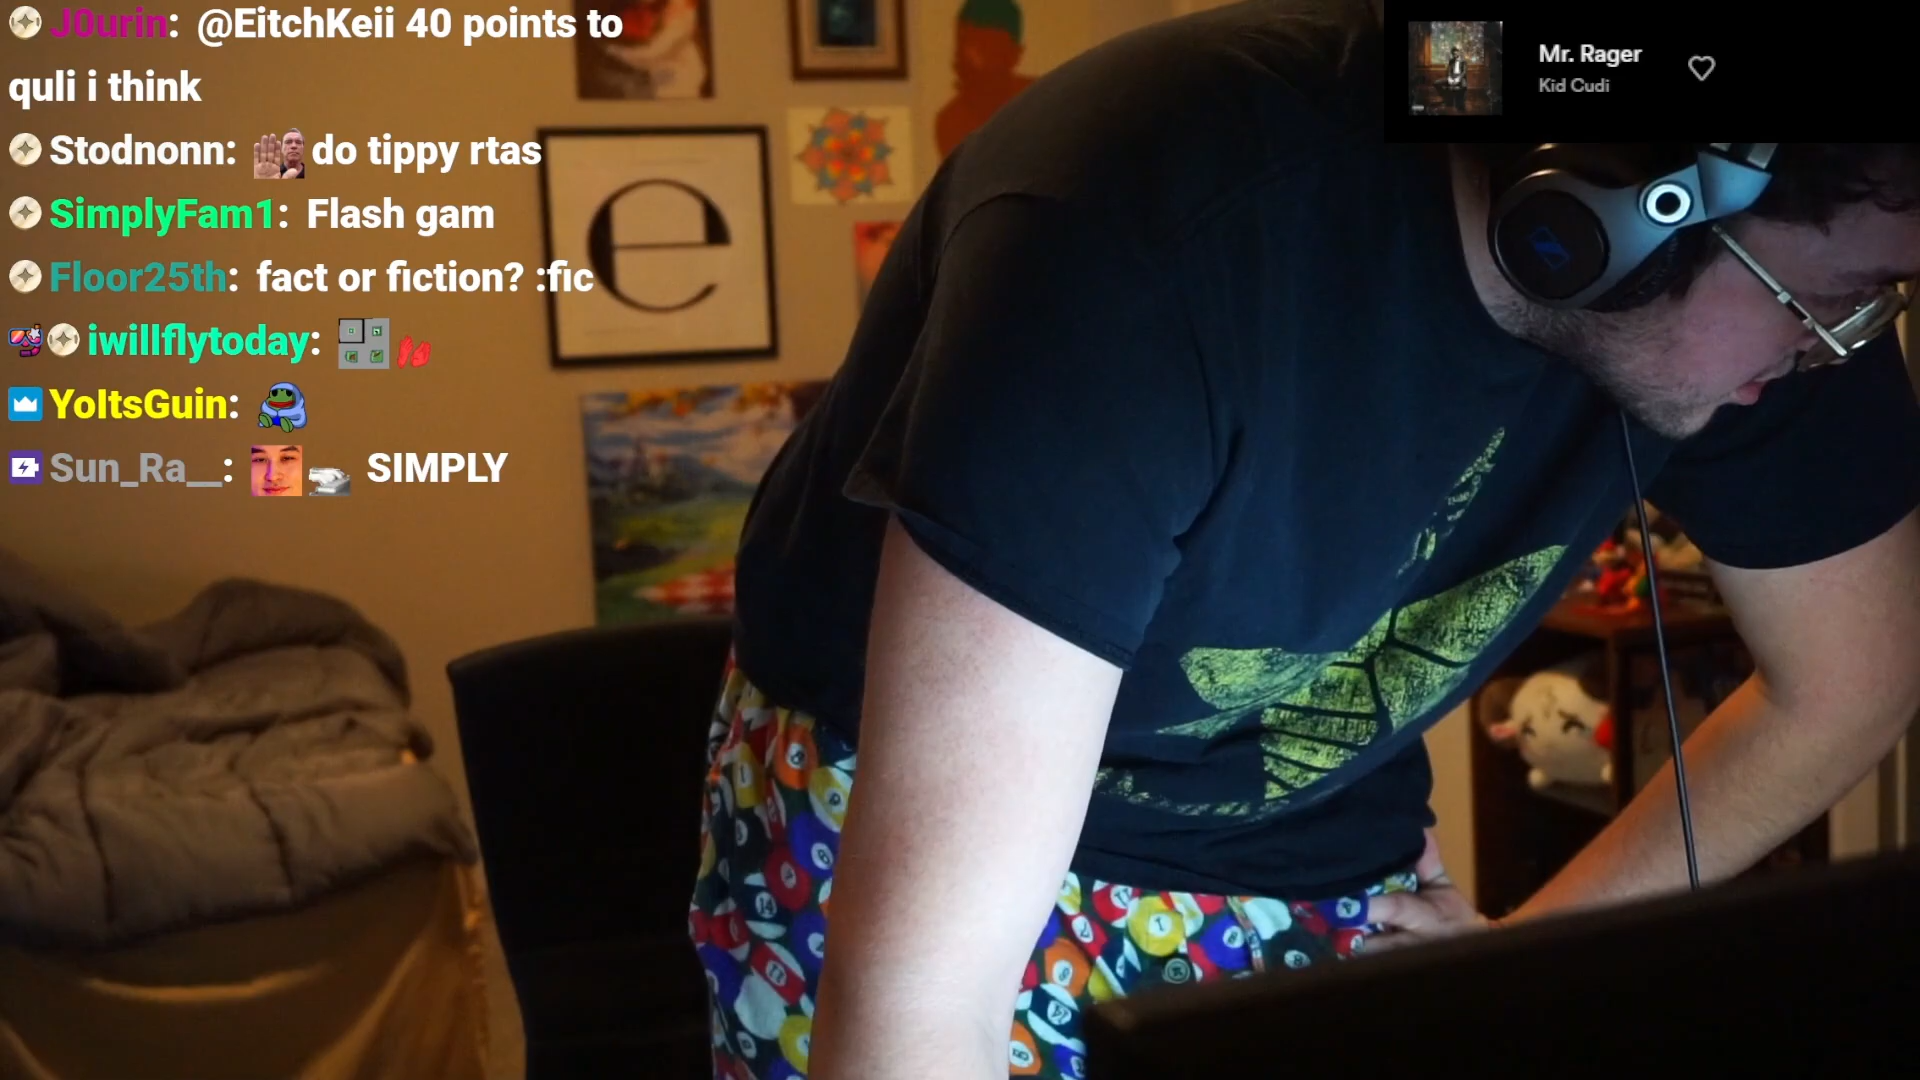 J0urin: @EitchKeii 40 points to
quli i think
Stodnonn: do tippy rtas
SimplyFam1: Flash gam
Floor25th: fact or fiction? :fic
iwillflytoday:
YoItsGuin:
Sun_Ra__: SIMPLY
Mr. Rager
Kid Cudi
e